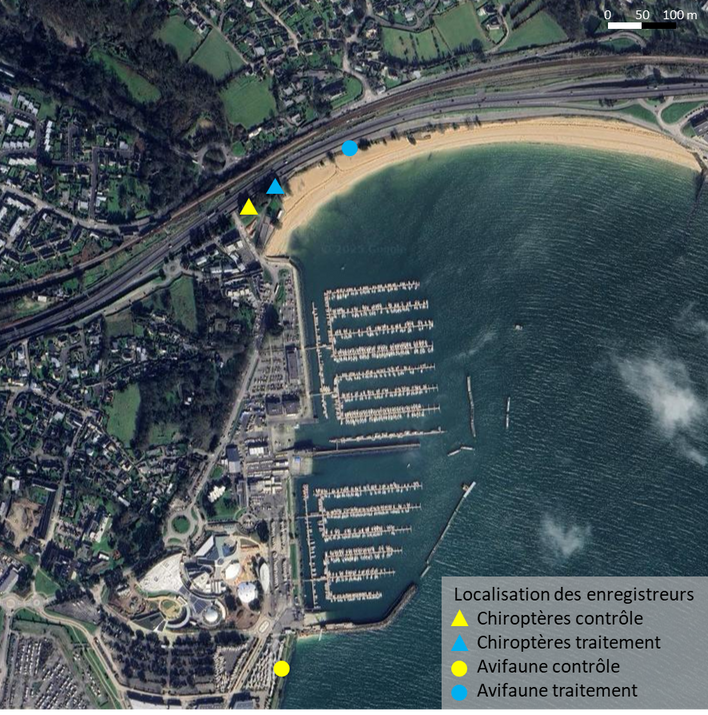 0 50 100 m
© 2025 Google
Localisation des enregistreurs
Chiroptères contrôle
Chiroptères traitement
Avifaune contrôle
Avifaune traitement